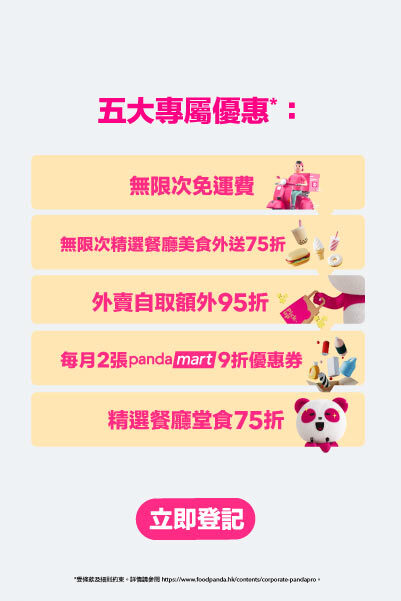 五大專屬優惠*：
無限次免運費
無限次精選餐廳美食外送75折
外賣自取額外95折
每月2張pandamart 9折優惠券
精選餐廳堂食75折
立即登記
*受條款及細則約束。詳情請參閱 https://www.foodpanda.hk/contents/corporate-pandapro。